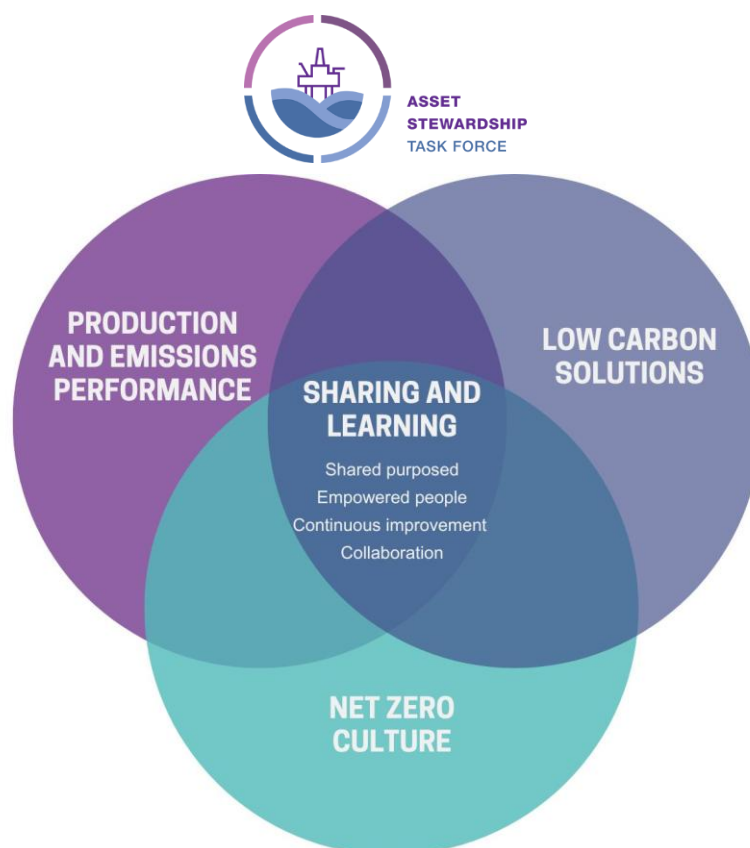 ASSET
STEWARDSHIP
TASK FORCE
PRODUCTION
AND EMISSIONS
PERFORMANCE
LOW CARBON
SOLUTIONS
SHARING AND
LEARNING
Shared purposed
Empowered people
Continuous improvement
Collaboration
NET ZERO
CULTURE